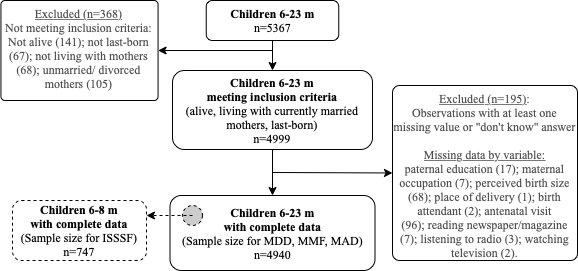 Excluded (n=368)
Not meeting inclusion criteria:
Not alive (141); not last-born
(67); not living with mothers
(68); unmarried/ divorced
mothers (105)
Children 6-23 m
n=5367
Children 6-23 m
meeting inclusion criteria
(alive, living with currently married
mothers, last-born)
n=4999
Excluded (n=195):
Observations with at least one
missing value or "don't know" answer
Missing data by variable:
paternal education (17); maternal
occupation (7); perceived birth size
(68); place of delivery (1); birth
attendant (2); antenatal visit
(96); reading newspaper/magazine
(7); listening to radio (3); watching
television (2).
Children 6-8 m
with complete data
(Sample size for ISSSF)
n=747
Children 6-23 m
with complete data
(Sample size for MDD, MMF, MAD)
n=4940